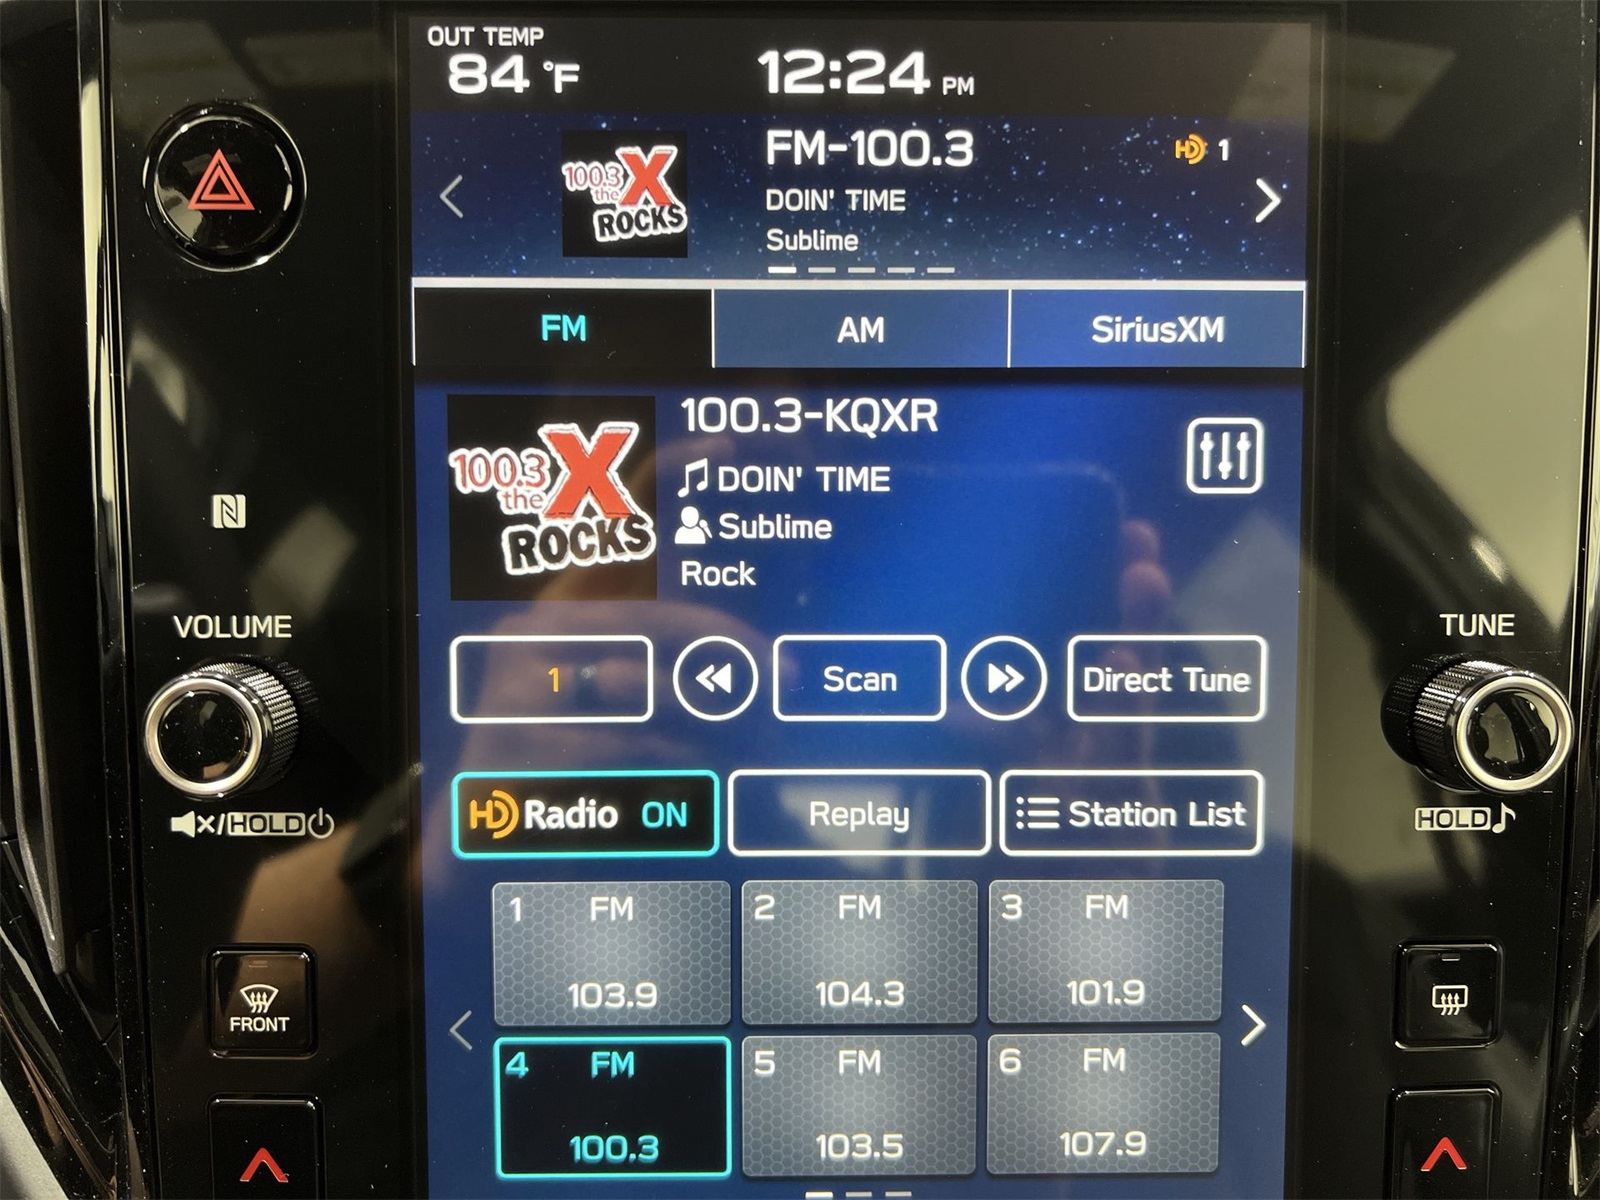 OUT TEMP
84 °F
12:24 PM
100.3
the X
ROCKS
FM-100.3
DOIN' TIME
Sublime
HD 1
FM
AM
SiriusXM
100.3
the X
ROCKS
100.3-KQXR
DOIN' TIME
Sublime
Rock
N
VOLUME
TUNE
1
Scan
Direct Tune
HD Radio ON
Replay
Station List
/HOLD
HOLD
1 FM
103.9
2 FM
104.3
3 FM
101.9
FRONT
4 FM
100.3
5 FM
103.5
6 FM
107.9